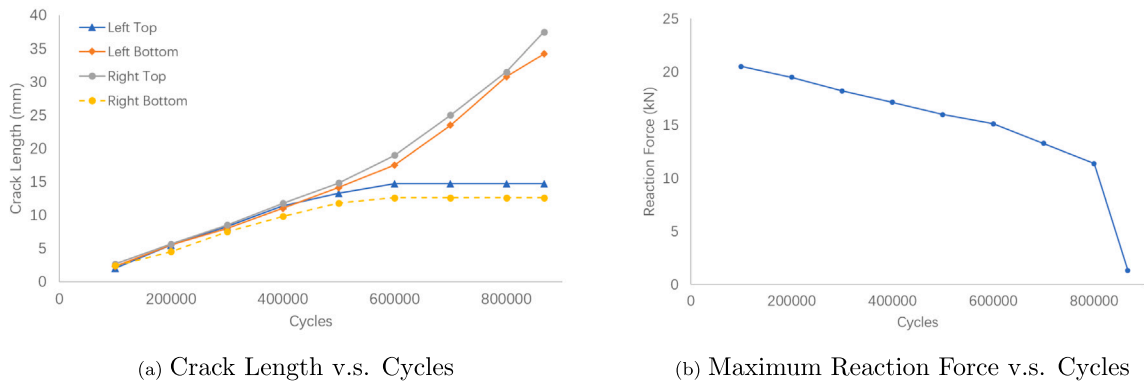 40
35
30
25
20
15
10
5
0
Crack Length (mm)
Left Top
Left Bottom
Right Top
Right Bottom
0 200000 400000 600000 800000
Cycles
(a) Crack Length v.s. Cycles
25
20
15
10
5
0
Reaction Force (kN)
0 200000 400000 600000 800000
Cycles
(b) Maximum Reaction Force v.s. Cycles